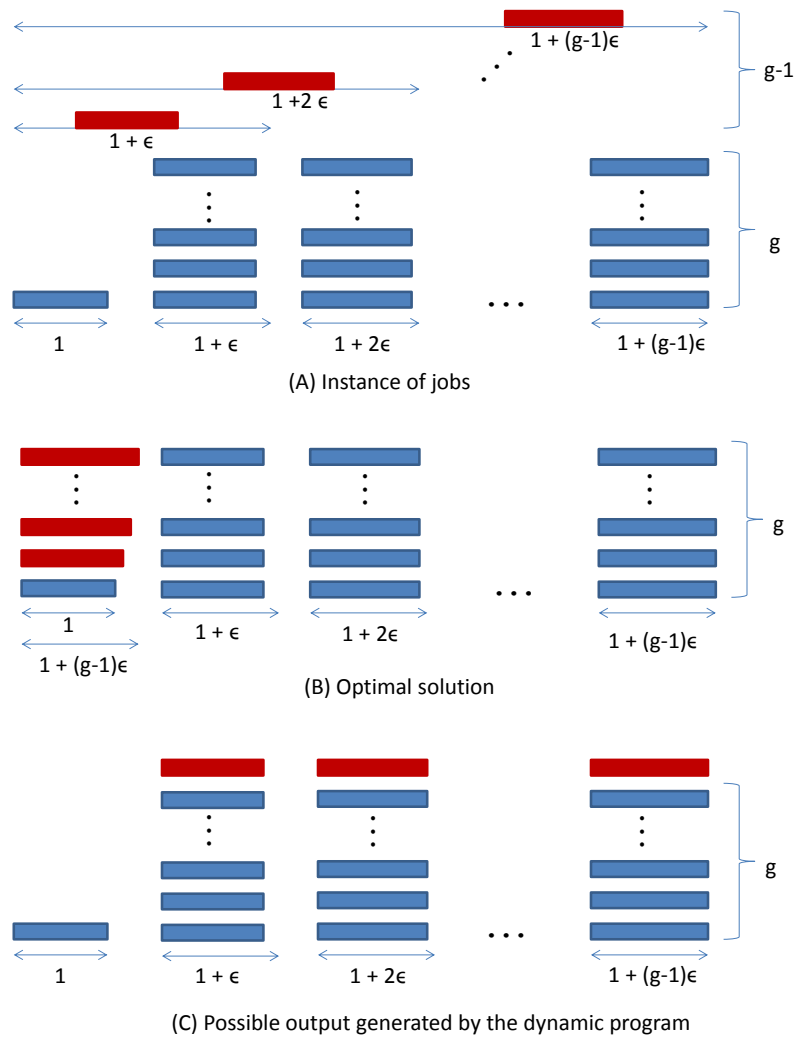 1 + (g-1)ϵ
g-1
1 +2 ϵ
1 + ϵ
g
1
1 + ϵ
1 + 2ϵ
1 + (g-1)ϵ
(A) Instance of jobs
g
1
1 + ϵ
1 + 2ϵ
1 + (g-1)ϵ
1 + (g-1)ϵ
(B) Optimal solution
g
1
1 + ϵ
1 + 2ϵ
1 + (g-1)ϵ
(C) Possible output generated by the dynamic program